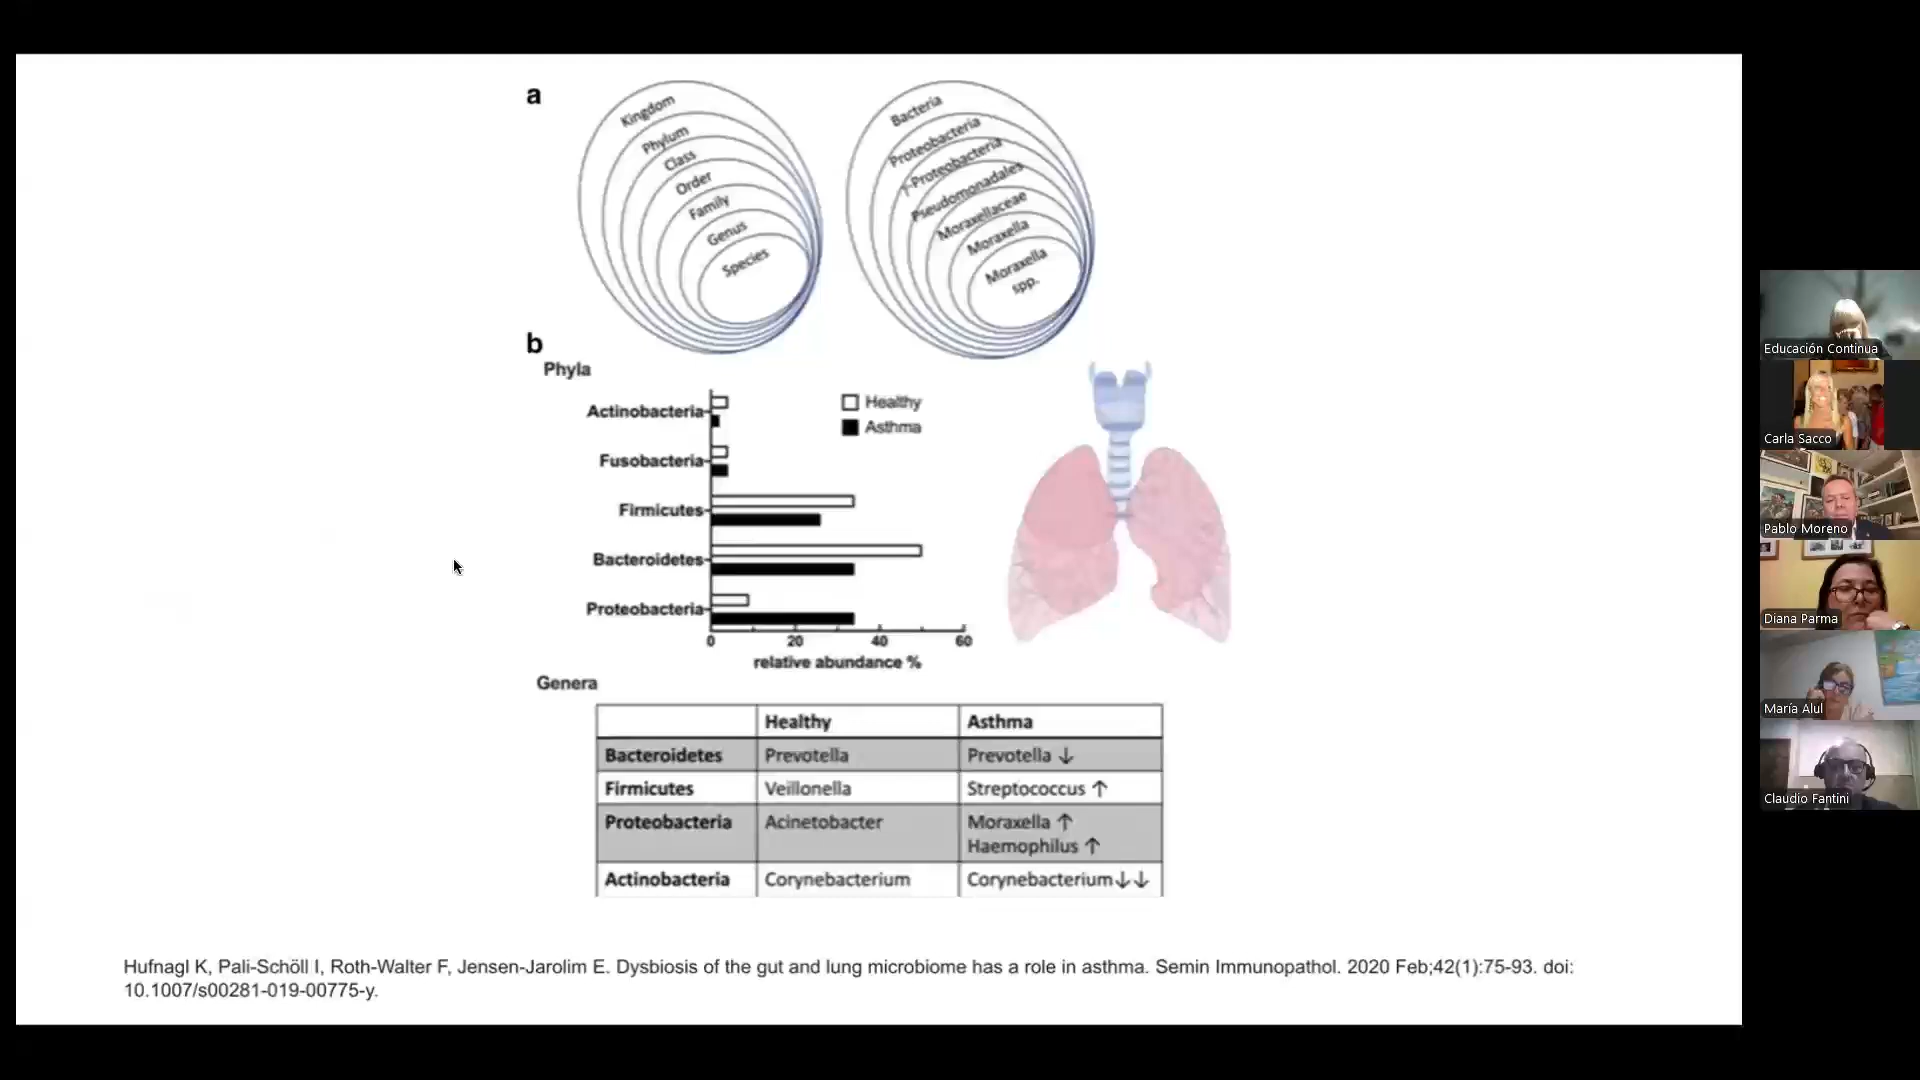 a
Kingdom
Phylum
Class
Order
Family
Genus
Species
Bacteria
Proteobacteria
γ-Proteobacteria
Pseudomonadales
Moraxellaceae
Moraxella
Moraxella
spp.
b
Phyla
Healthy
Asthma
Actinobacteria
Fusobacteria
Firmicutes
Bacteroidetes
Proteobacteria
0 20 40 60
relative abundance %
Genera
Healthy Asthma
Bacteroidetes Prevotella Prevotella ↓
Firmicutes Veillonella Streptococcus ↑
Proteobacteria Acinetobacter Moraxella ↑
Haemophilus ↑
Actinobacteria Corynebacterium Corynebacterium↓↓
Hufnagl K, Pali-Schöll I, Roth-Walter F, Jensen-Jarolim E. Dysbiosis of the gut and lung microbiome has a role in asthma. Semin Immunopathol. 2020 Feb;42(1):75-93. doi:
10.1007/s00281-019-00775-y.
Educación Continua
Carla Sacco
Pablo Moreno
Diana Parma
María Alul
Claudio Fantini